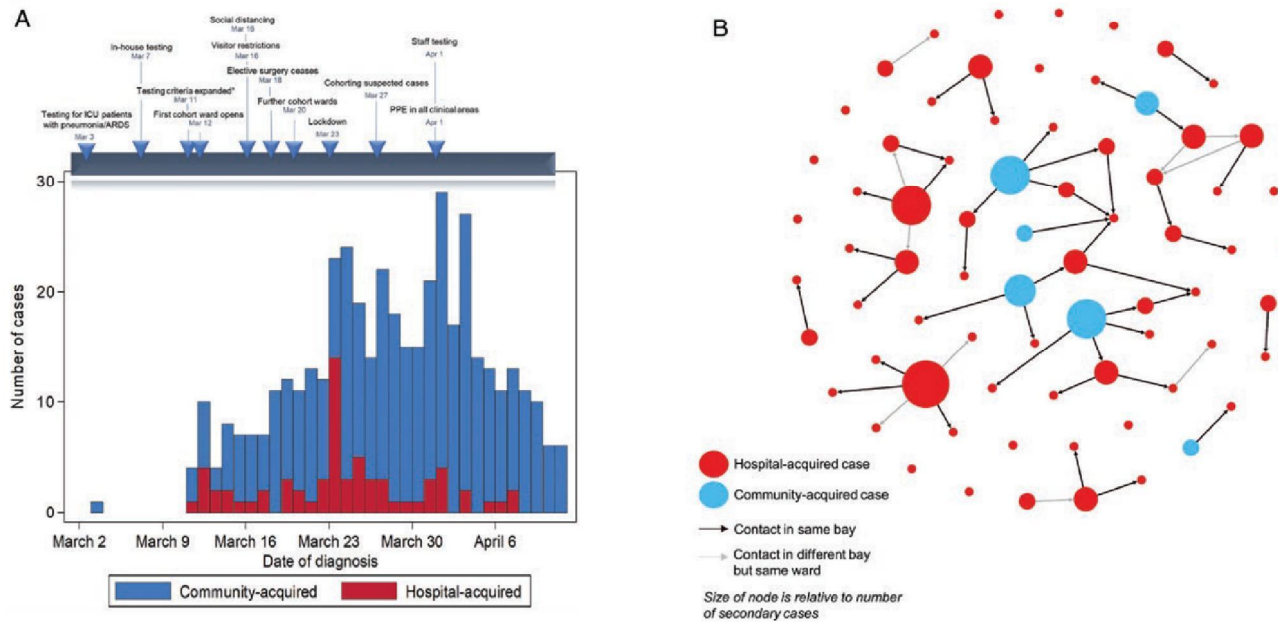 A
Social distancing
Mar 16
In-house testing
Mar 7
Visitor restrictions
Mar 16
Staff testing
Apr 1
Elective surgery ceases
Mar 18
Testing criteria expanded*
Mar 11
Cohorting suspected cases
Mar 27
Further cohort wards
Mar 20
Testing for ICU patients
with pneumonia/ARDS
Mar 3
First cohort ward opens
Mar 12
Lockdown
Mar 23
PPE in all clinical areas
Apr 1
30
20
10
0
Number of cases
March 2
March 9
March 16
March 23
March 30
April 6
Date of diagnosis
Community-acquired
Hospital-acquired
B
Hospital-acquired case
Community-acquired case
Contact in same bay
Contact in different bay
but same ward
Size of node is relative to number
of secondary cases